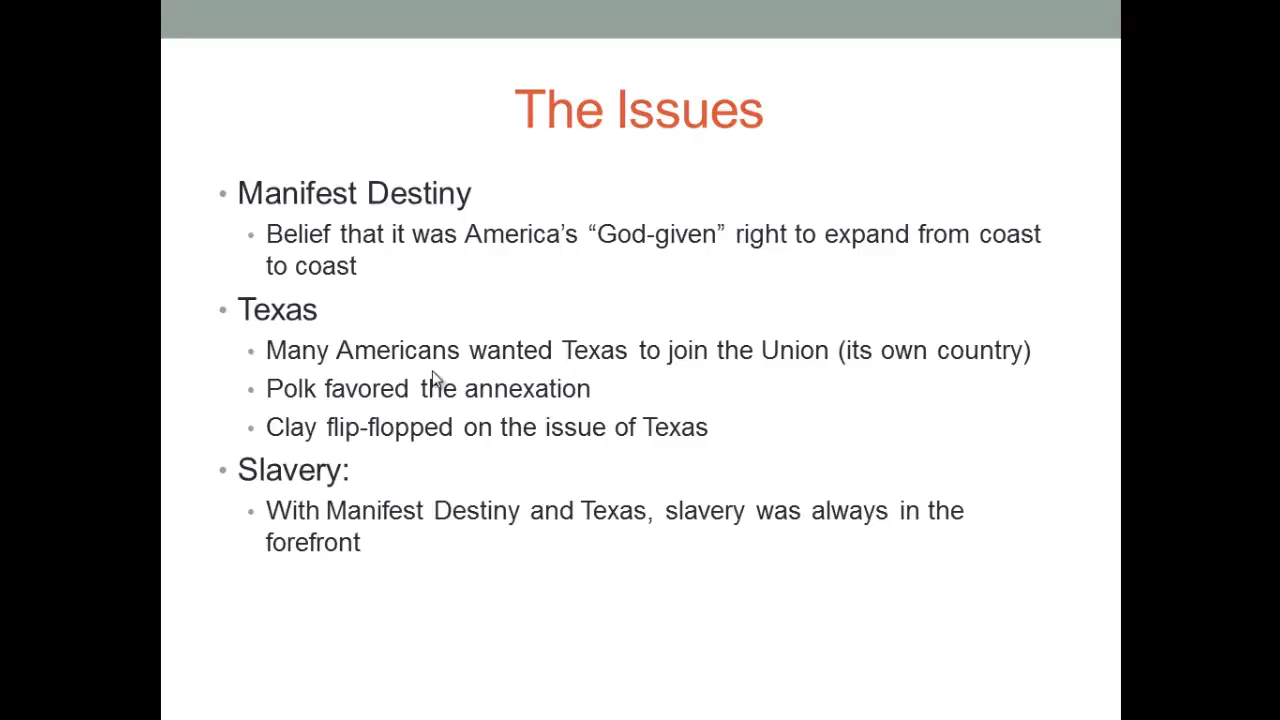 The Issues
• Manifest Destiny
• Belief that it was America’s “God-given” right to expand from coast
to coast
• Texas
• Many Americans wanted Texas to join the Union (its own country)
• Polk favored the annexation
• Clay flip-flopped on the issue of Texas
• Slavery:
• With Manifest Destiny and Texas, slavery was always in the
forefront